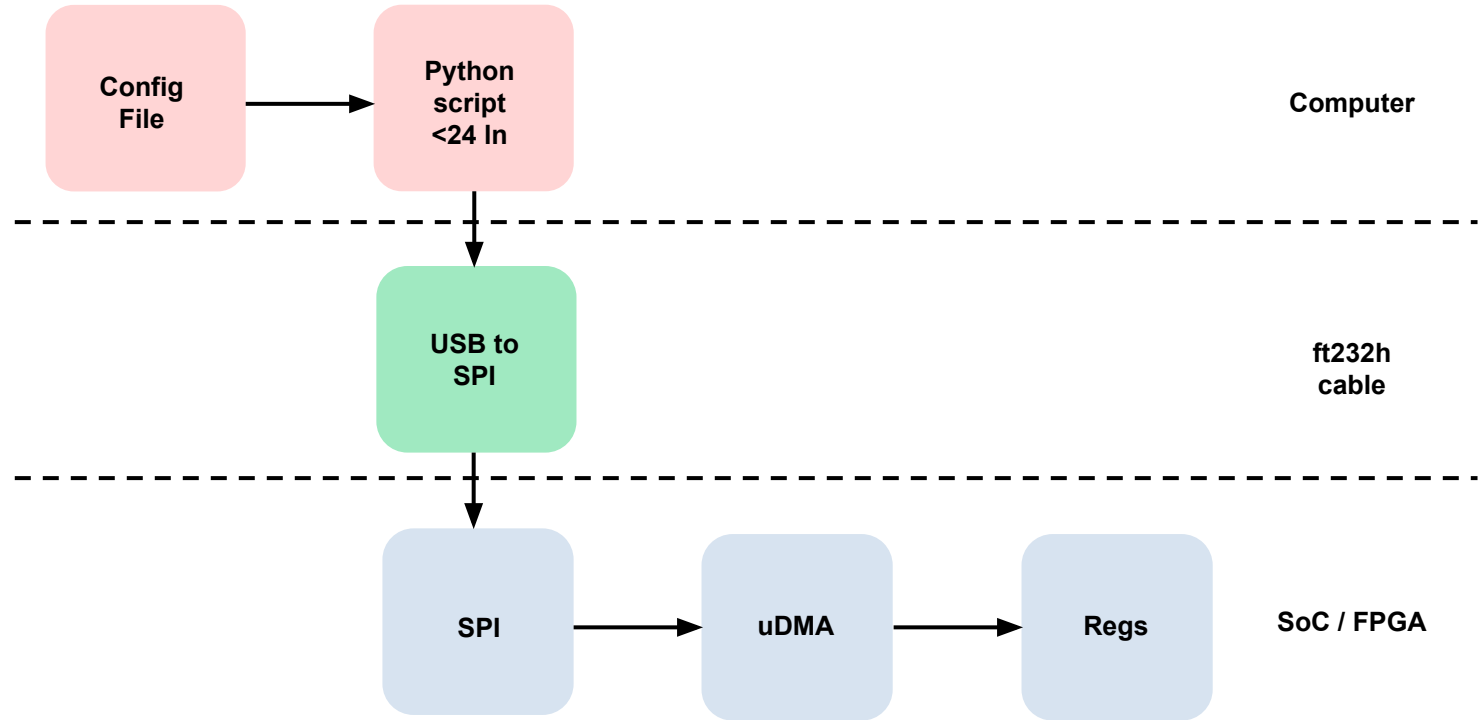 Config
File
Python
script
<24 ln
Computer
USB to
SPI
ft232h
cable
SPI
uDMA
Regs
SoC / FPGA